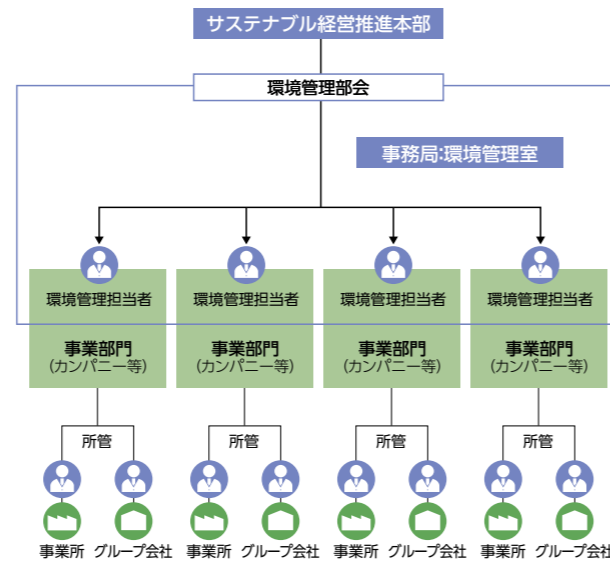 サステナブル経営推進本部
環境管理部会
事務局:環境管理室
環境管理担当者 環境管理担当者 環境管理担当者 環境管理担当者
事業部門 事業部門 事業部門 事業部門
(カンパニー等) (カンパニー等) (カンパニー等) (カンパニー等)
所管 所管 所管 所管
事業所 グループ会社 事業所 グループ会社 事業所 グループ会社 事業所 グループ会社